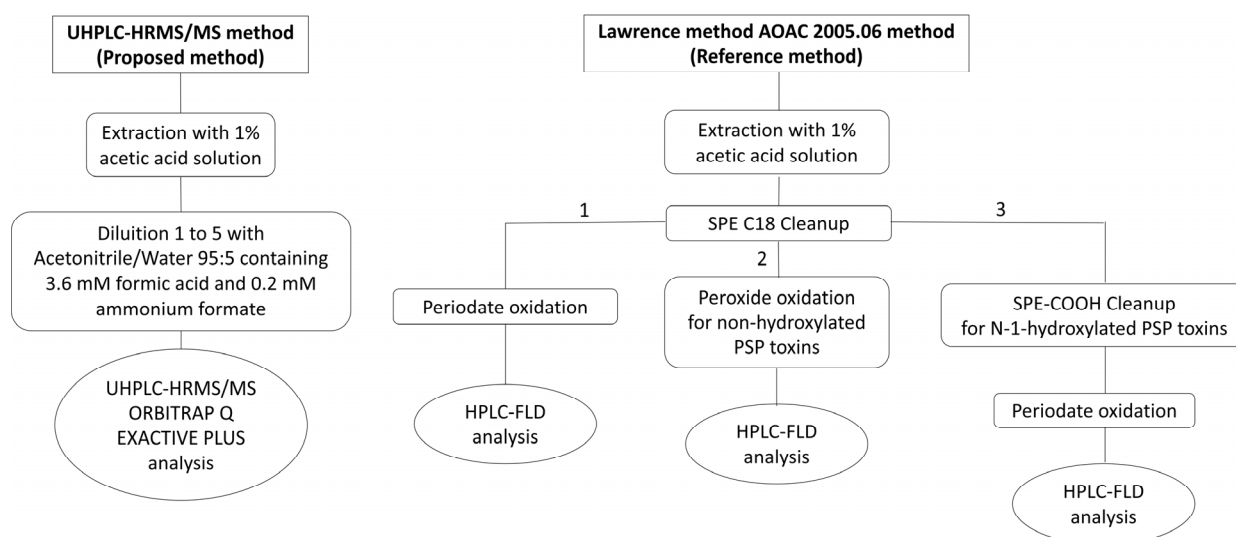 UHPLC-HRMS/MS method
(Proposed method)
Extraction with 1%
acetic acid solution
Dilution 1 to 5 with
Acetonitrile/Water 95:5 containing
3.6 mM formic acid and 0.2 mM
ammonium formate
UHPLC-HRMS/MS
ORBITRAP Q
EXACTIVE PLUS
analysis
Lawrence method AOAC 2005.06 method
(Reference method)
Extraction with 1%
acetic acid solution
SPE C18 Cleanup
1
Periodate oxidation
HPLC-FLD
analysis
2
Peroxide oxidation
for non-hydroxylated
PSP toxins
HPLC-FLD
analysis
3
SPE-COOH Cleanup
for N-1-hydroxylated PSP toxins
Periodate oxidation
HPLC-FLD
analysis